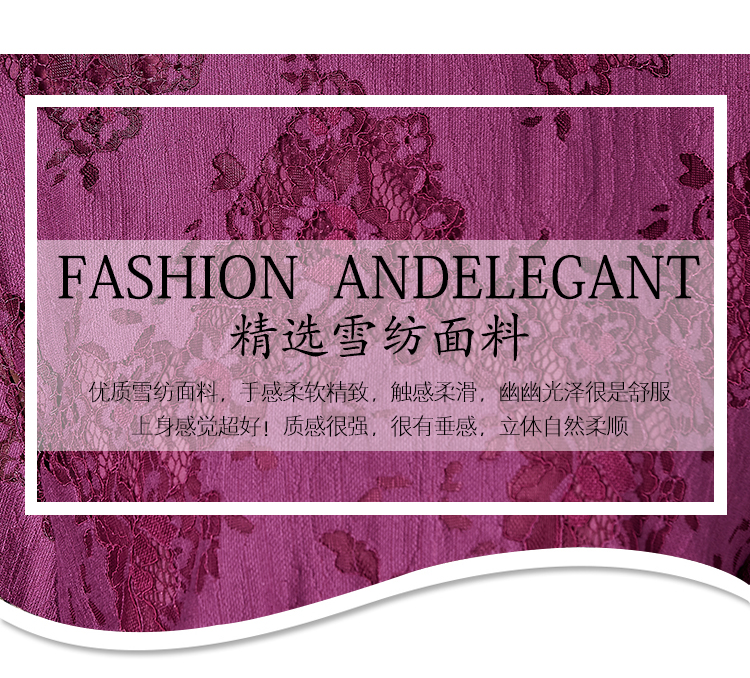 FASHION ANDELEGANT
精选雪纺面料
优质雪纺面料，手感柔软精致，触感柔滑，幽幽光泽很是舒服
上身感觉超好！质感很强，很有垂感，立体自然柔顺